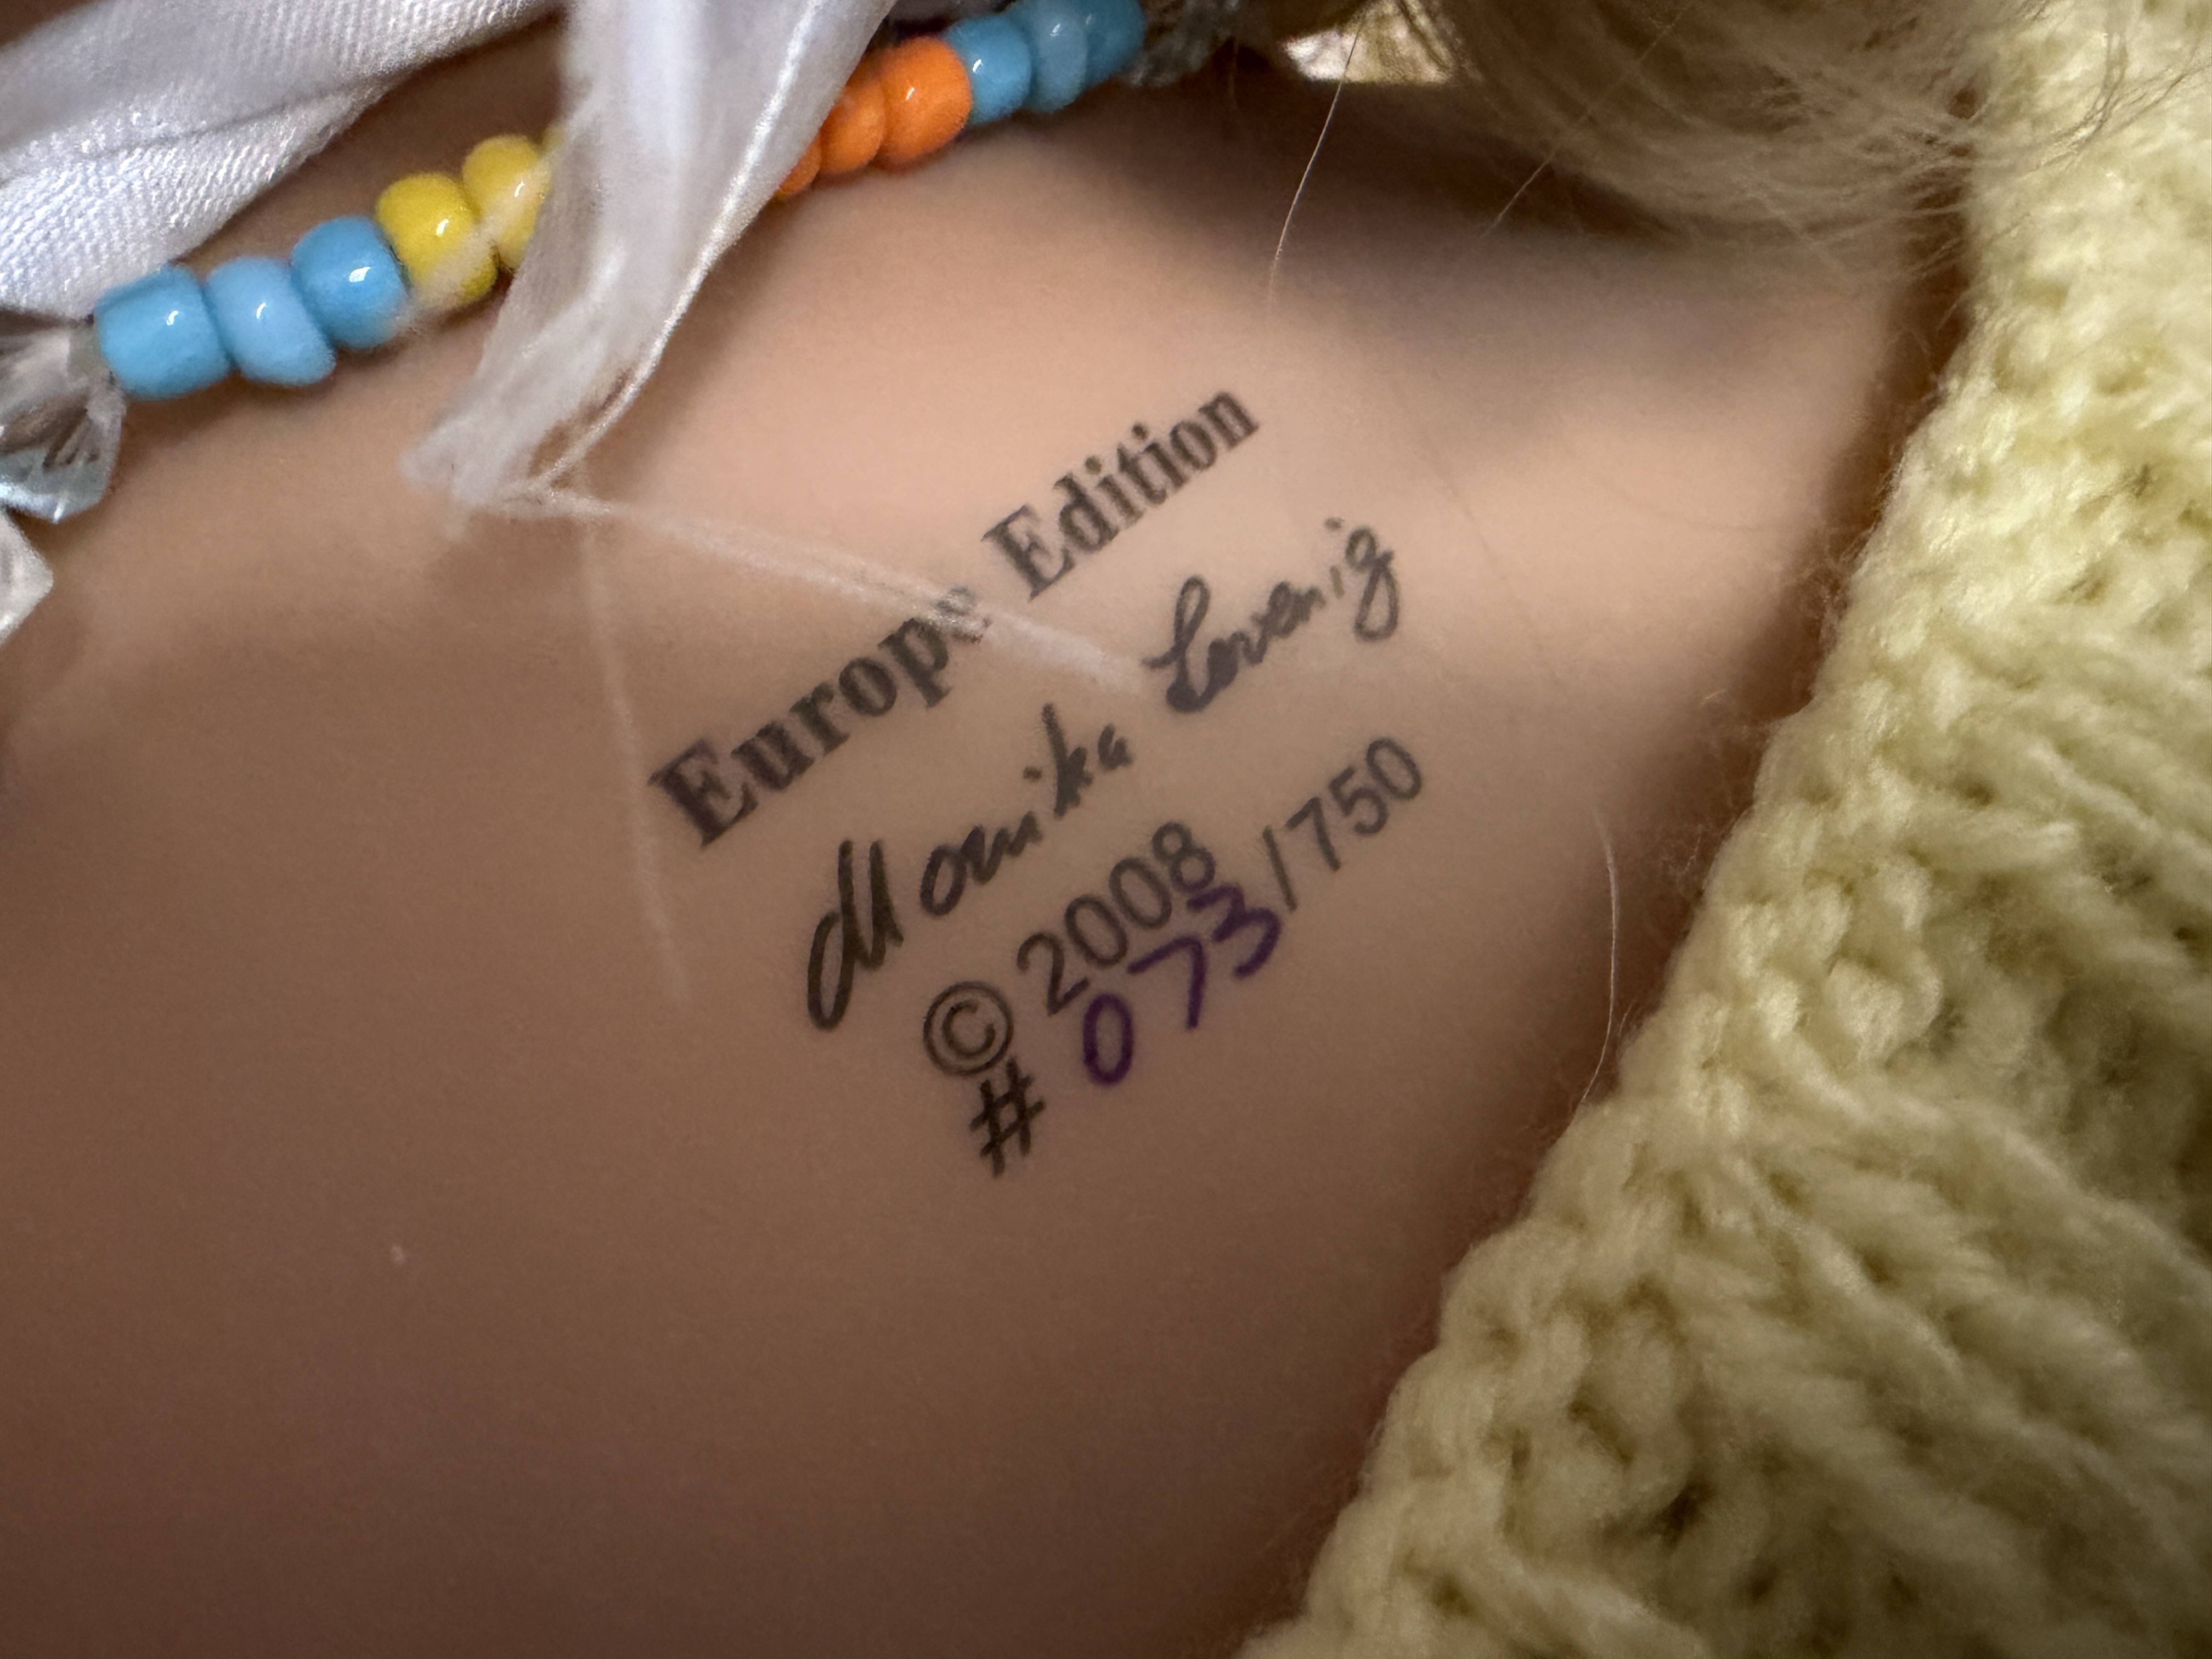 Europe Edition
Monika Levenig
© 2008
# 073/750